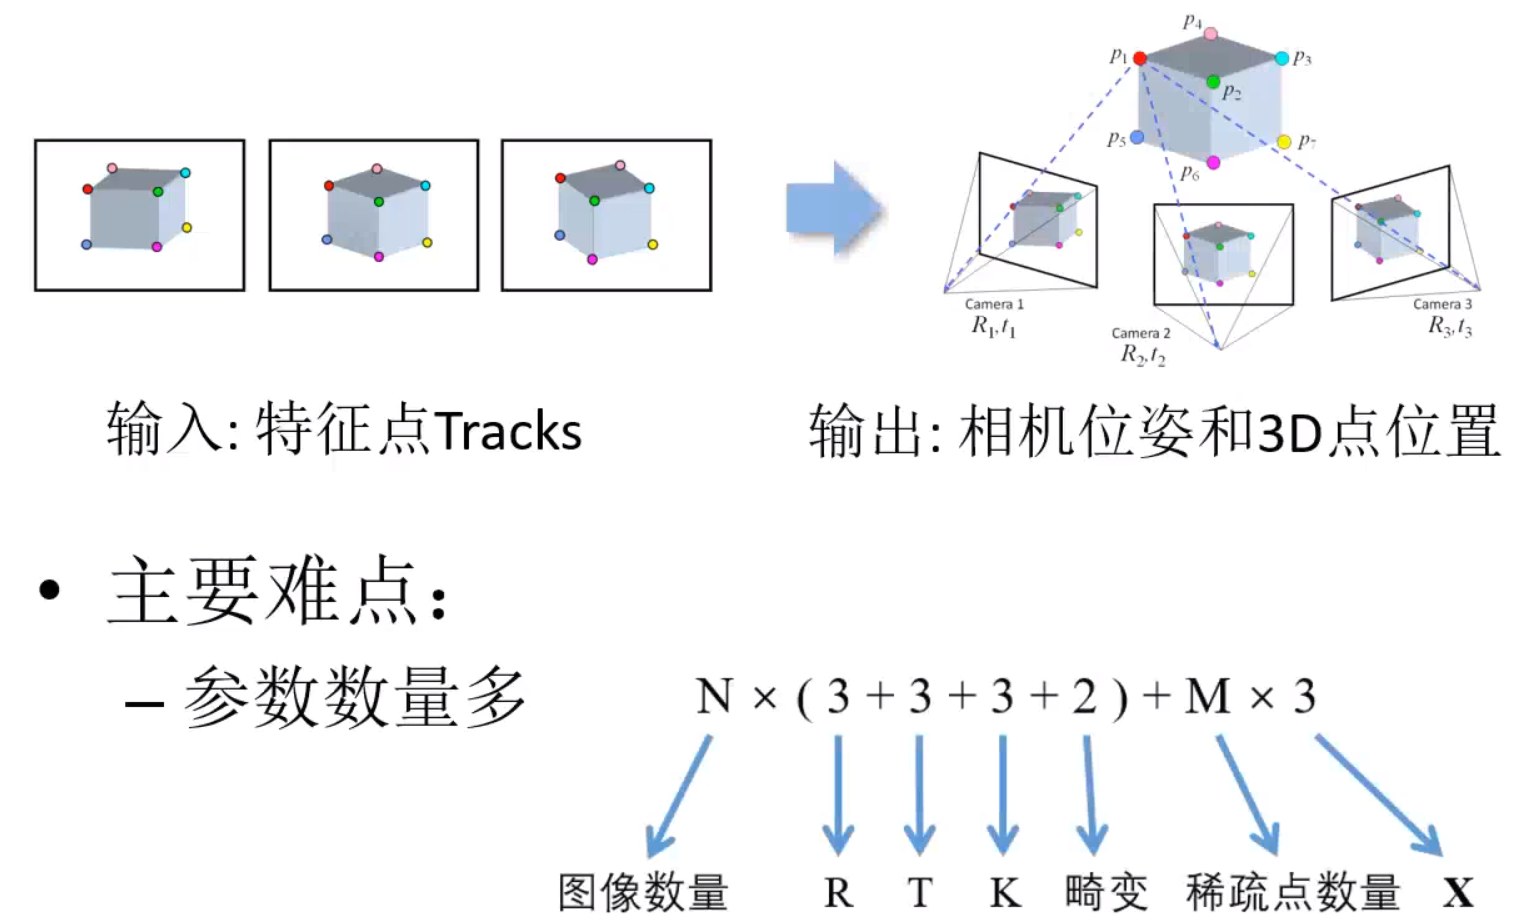 p₄
p₁
p₃
p₂
p₅
p₇
p₆
Camera 1
R₁,t₁
Camera 2
R₂,t₂
Camera 3
R₃,t₃
输入: 特征点Tracks
输出: 相机位姿和3D点位置
• 主要难点：
– 参数数量多
N × ( 3 + 3 + 3 + 2 ) + M × 3
图像数量 R T K 畸变 稀疏点数量 X